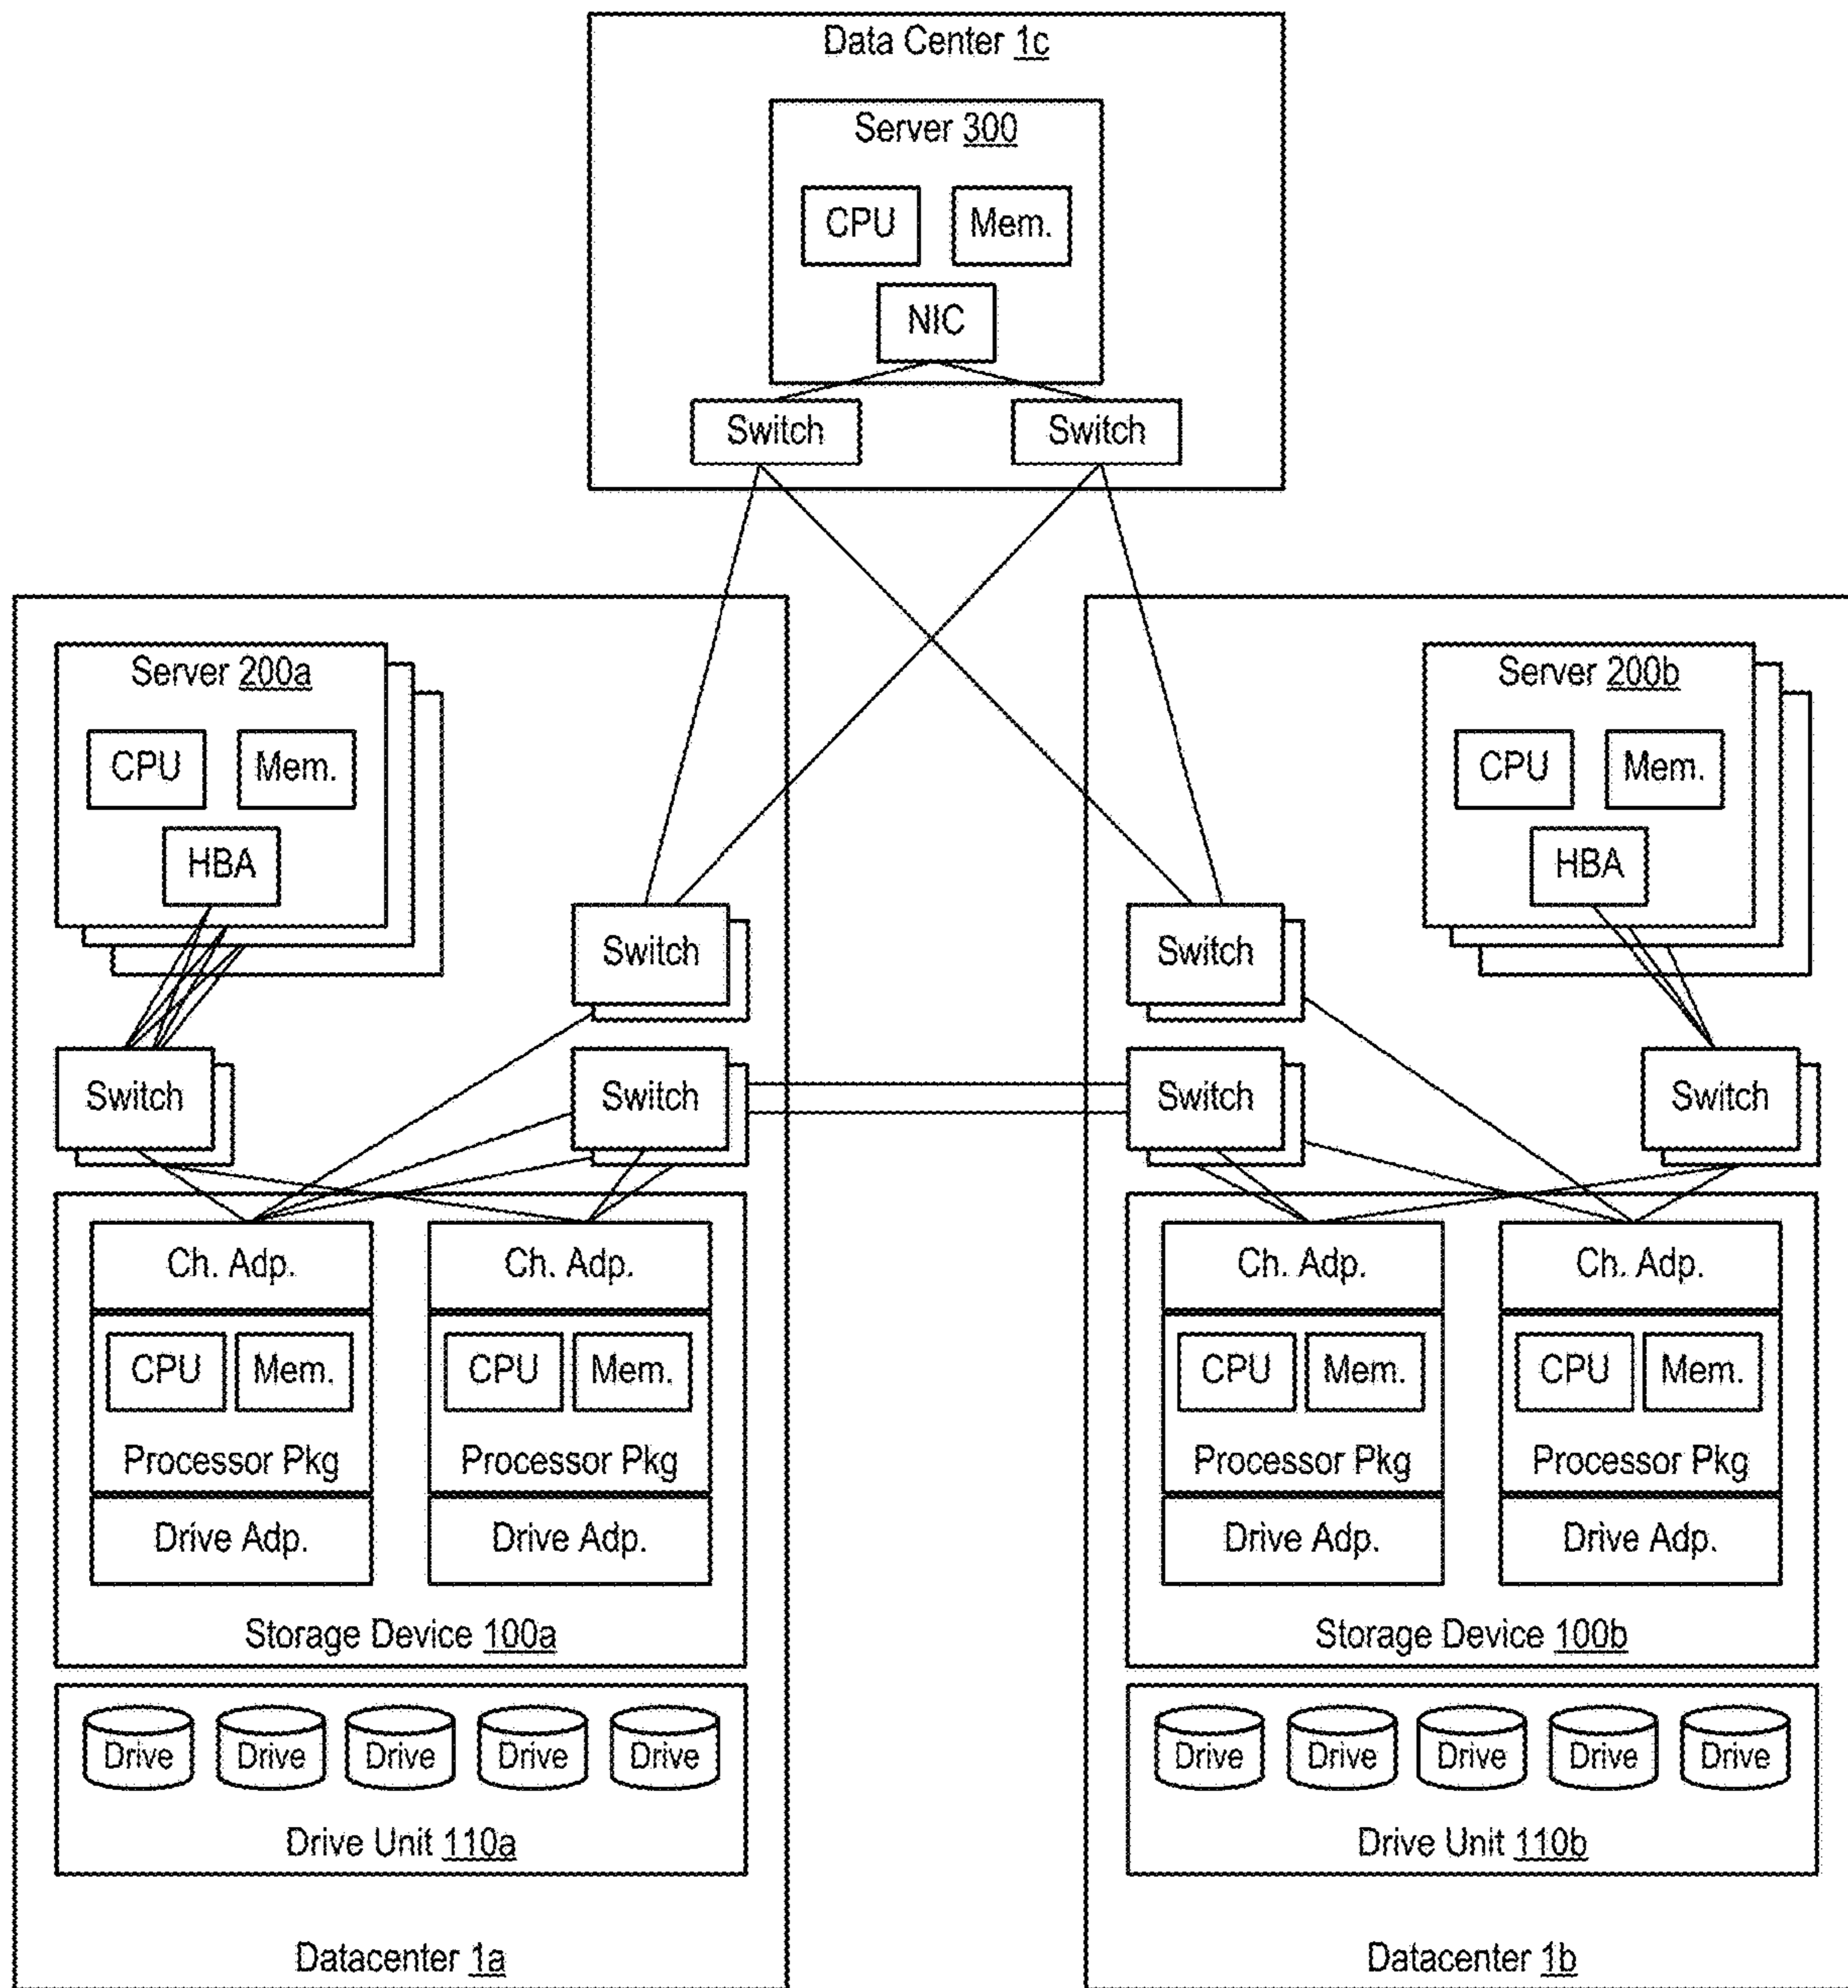 Data Center 1c
Server 300
CPU Mem.
NIC
Switch Switch
Server 200a
CPU Mem.
HBA
Switch
Switch
Switch
Ch. Adp. Ch. Adp.
CPU Mem. CPU Mem.
Processor Pkg Processor Pkg
Drive Adp. Drive Adp.
Storage Device 100a
Drive Drive Drive Drive Drive
Drive Unit 110a
Datacenter 1a
Server 200b
CPU Mem.
HBA
Switch
Switch Switch
Ch. Adp. Ch. Adp.
CPU Mem. CPU Mem.
Processor Pkg Processor Pkg
Drive Adp. Drive Adp.
Storage Device 100b
Drive Drive Drive Drive Drive
Drive Unit 110b
Datacenter 1b